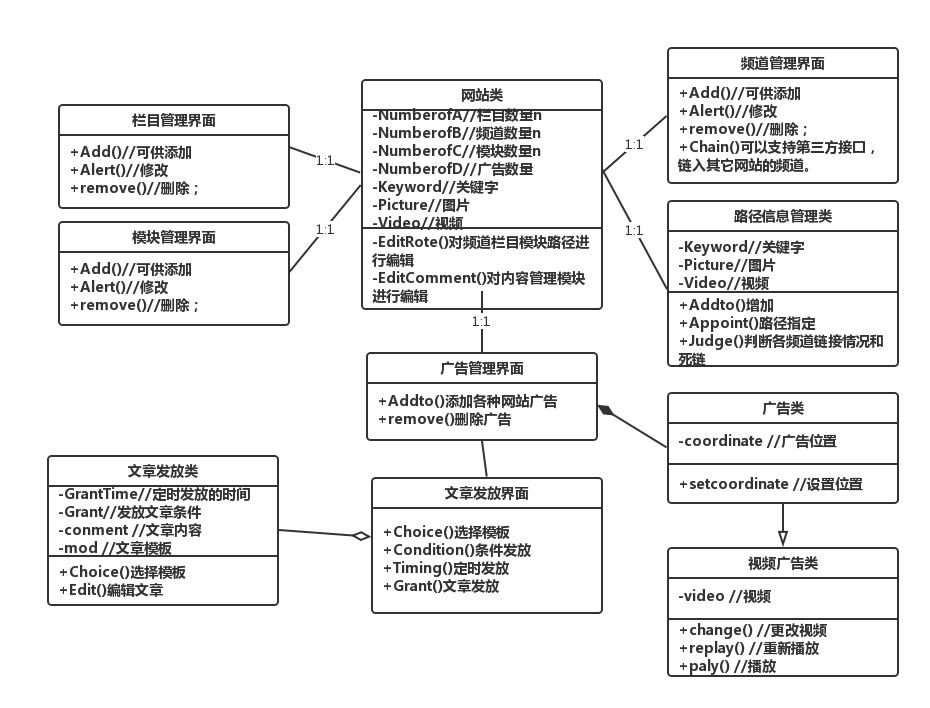 栏目管理界面
+Add()//可供添加
+Alert()//修改
+remove()//删除；
模块管理界面
+Add()//可供添加
+Alert()//修改
+remove()//删除；
1:1
1:1
网站类
-NumberofA//栏目数量n
-NumberofB//频道数量n
-NumberofC//模块数量n
-NumberofD//广告数量
-Keyword//关键字
-Picture//图片
-Video//视频
-EditRote()对频道栏目模块路径进
行编辑
-EditComment()对内容管理模块
进行编辑
1:1
1:1
1:1
频道管理界面
+Add()//可供添加
+Alert()//修改
+remove()//删除；
+Chain()可以支持第三方接口，
链入其它网站的频道。
路径信息管理类
-Keyword//关键字
-Picture//图片
-Video//视频
+Addto()增加
+Appoint()路径指定
+Judge()判断各频道链接情况和
死链
广告管理界面
+Addto()添加各种网站广告
+remove()删除广告
广告类
-coordinate //广告位置
+setcoordinate //设置位置
文章发放类
-GrantTime//定时发放的时间
-Grant//发放文章条件
-conment //文章内容
-mod //文章模板
+Choice()选择模板
+Edit()编辑文章
文章发放界面
+Choice()选择模板
+Condition()条件发放
+Timing()定时发放
+Grant()文章发放
视频广告类
-video //视频
+change() //更改视频
+replay() //重新播放
+paly() //播放